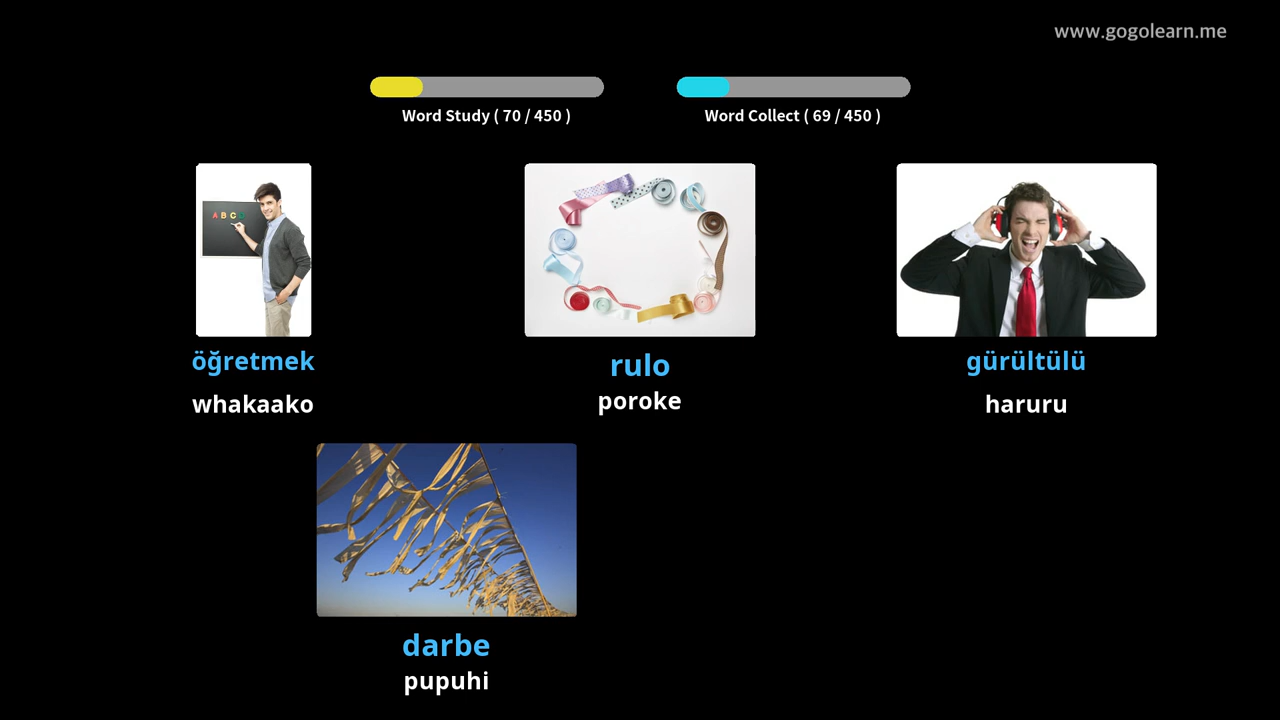 www.gogolearn.me
Word Study ( 70 / 450 )
Word Collect ( 69 / 450 )
A B C D
öğretmek
whakaako
rulo
poroke
gürültülü
haruru
darbe
pupuhi